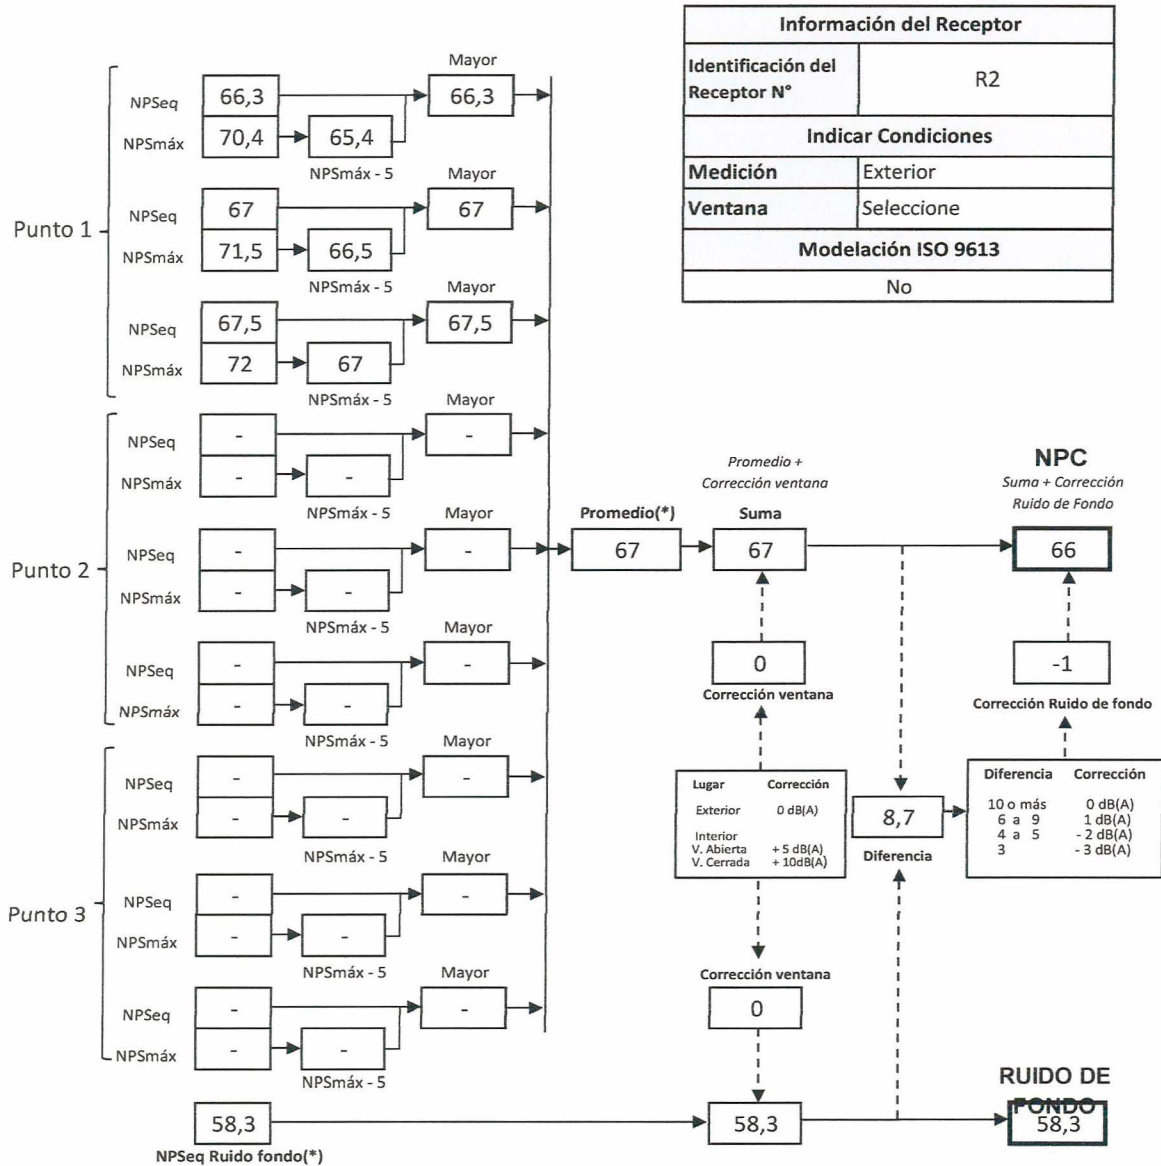 Información del Receptor
Identificación del Receptor N° R2
Indicar Condiciones
Medición Exterior
Ventana Seleccione
Modelación ISO 9613
No
Punto 1
Mayor
NPSeq 66,3 66,3
NPSmáx 70,4 65,4
NPSmáx - 5
Mayor
NPSeq 67 67
NPSmáx 71,5 66,5
NPSmáx - 5
Mayor
NPSeq 67,5 67,5
NPSmáx 72 67
NPSmáx - 5
Punto 2
Mayor
NPSeq - -
NPSmáx - -
NPSmáx - 5
Mayor
NPSeq - -
NPSmáx - -
NPSmáx - 5
Mayor
NPSeq - -
NPSmáx - -
NPSmáx - 5
Punto 3
Mayor
NPSeq - -
NPSmáx - -
NPSmáx - 5
Mayor
NPSeq - -
NPSmáx - -
NPSmáx - 5
Mayor
NPSeq - -
NPSmáx - -
NPSmáx - 5
Promedio(*)
67
Promedio +
Corrección ventana
Suma
67
NPC
Suma + Corrección
Ruido de Fondo
66
0
Corrección ventana
-1
Corrección Ruido de fondo
Lugar Corrección
Exterior 0 dB(A)
Interior
V. Abierta + 5 dB(A)
V. Cerrada + 10dB(A)
8,7
Diferencia
Diferencia Corrección
10 o más 0 dB(A)
6 a 9 1 dB(A)
4 a 5 - 2 dB(A)
3 - 3 dB(A)
Corrección ventana
0
58,3
NPSeq Ruido fondo(*)
58,3
RUIDO DE
FONDO
58,3